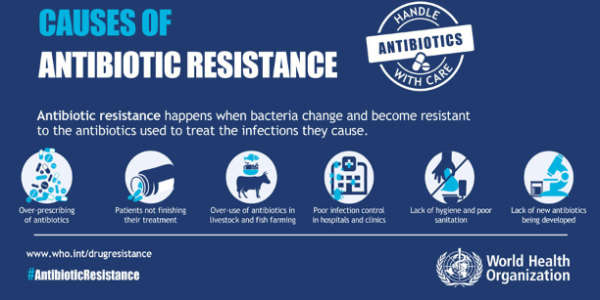 CAUSES OF
ANTIBIOTIC RESISTANCE
HANDLE
ANTIBIOTICS
WITH CARE
Antibiotic resistance happens when bacteria change and become resistant
to the antibiotics used to treat the infections they cause.
Over-prescribing
of antibiotics
Patients not finishing
their treatment
Over-use of antibiotics in
livestock and fish farming
Poor infection control
in hospitals and clinics
Lack of hygiene and poor
sanitation
Lack of new antibiotics
being developed
www.who.int/drugresistance
#AntibioticResistance
World Health
Organization